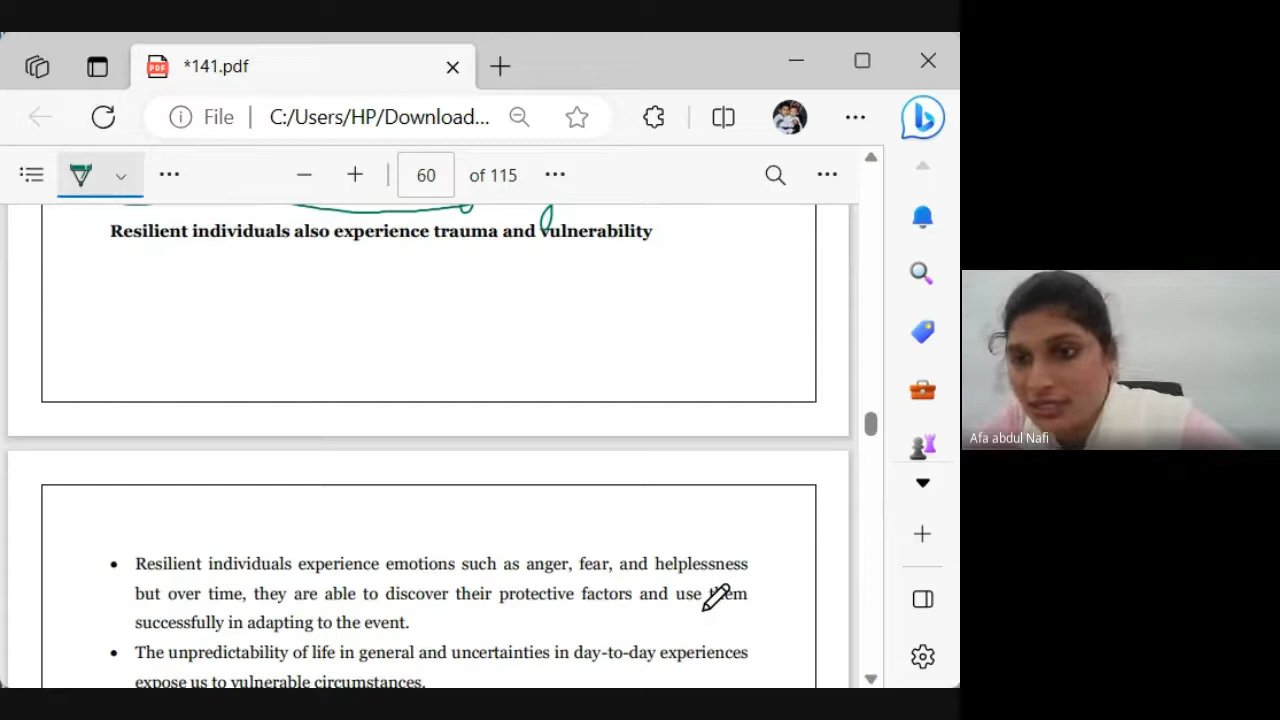 *141.pdf
File C:/Users/HP/Download...
60 of 115
Resilient individuals also experience trauma and vulnerability
Afa abdul Nafi
• Resilient individuals experience emotions such as anger, fear, and helplessness
but over time, they are able to discover their protective factors and use them
successfully in adapting to the event.
• The unpredictability of life in general and uncertainties in day-to-day experiences
expose us to vulnerable circumstances.